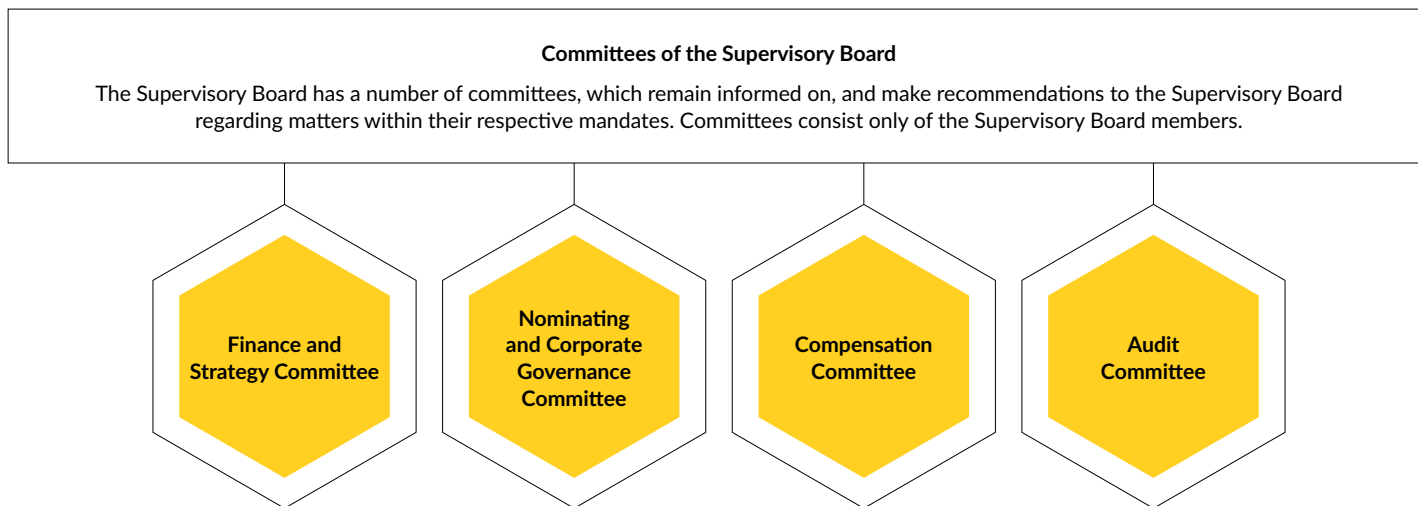 Committees of the Supervisory Board
The Supervisory Board has a number of committees, which remain informed on, and make recommendations to the Supervisory Board
regarding matters within their respective mandates. Committees consist only of the Supervisory Board members.
Finance and
Strategy Committee
Nominating
and Corporate
Governance
Committee
Compensation
Committee
Audit
Committee